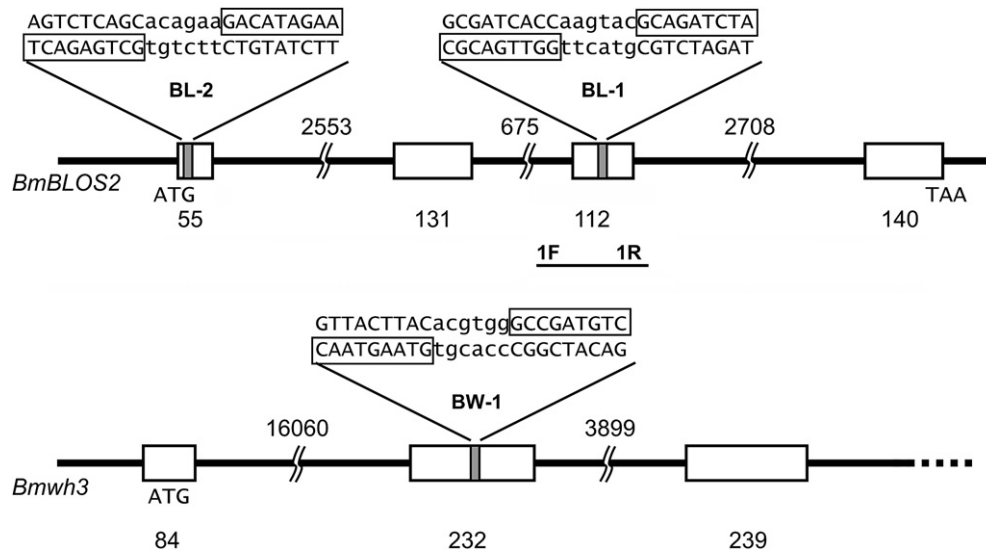 AGTCTCAGCacagaaGACATAGAA GCGATCACCaagtacGCAGATCTA
TCAGAGTCGtgtcttCTGTATCTT CGCAGTTGGttcatgCGTCTAGAT
BL-2 BL-1
2553 675 2708
BmBLOS2 ATG TAA
55 131 112 140
1F 1R
GTTACTTACacgtggGCCGATGTC
CAATGAATGtgcaccCGGCTACAG
BW-1
16060 3899
Bmwh3 ATG
84 232 239